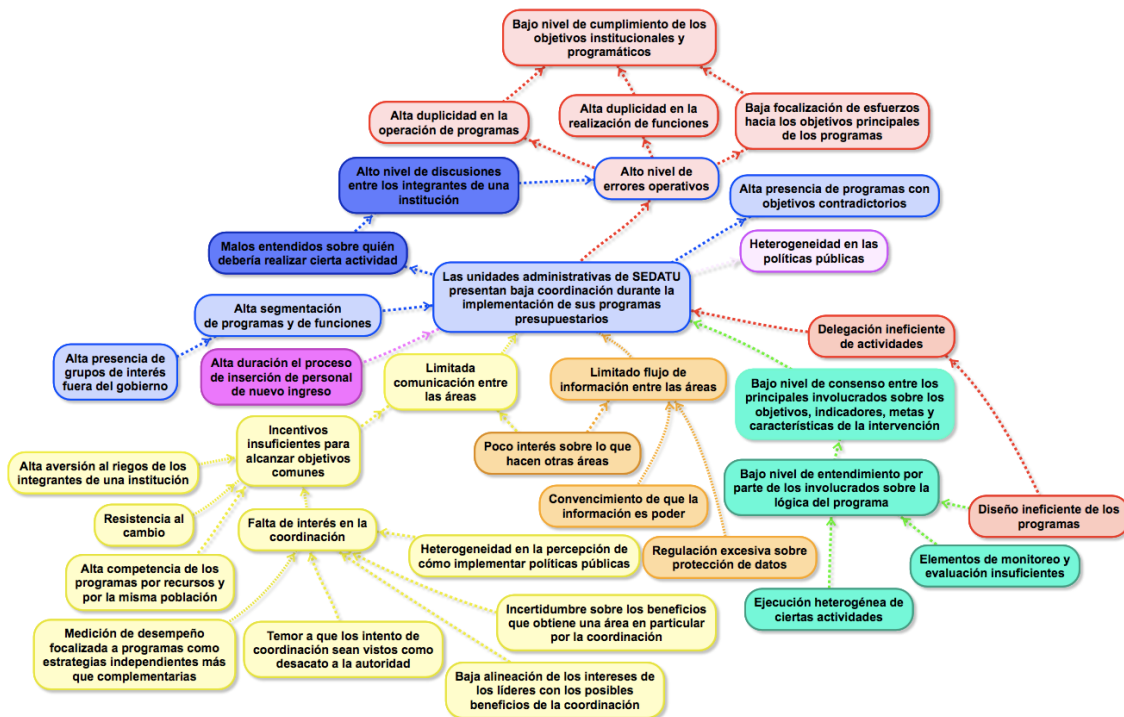 Bajo nivel de cumplimiento de los
objetivos institucionales y
programáticos
Alta duplicidad en la
operación de programas
Alta duplicidad en la
realización de funciones
Baja focalización de esfuerzos
hacia los objetivos principales
de los programas
Alto nivel de discusiones
entre los integrantes de una
institución
Alto nivel de
errores operativos
Alta presencia de programas con
objetivos contradictorios
Malos entendidos sobre quién
debería realizar cierta actividad
Heterogeneidad en las
políticas públicas
Las unidades administrativas de SEDATU
presentan baja coordinación durante la
implementación de sus programas
presupuestarios
Alta segmentación
de programas y de funciones
Delegación ineficiente
de actividades
Alta presencia de
grupos de interés
fuera del gobierno
Alta duración el proceso
de inserción de personal
de nuevo ingreso
Limitada
comunicación entre
las áreas
Limitado flujo de
información entre las áreas
Bajo nivel de consenso entre los
principales involucrados sobre los
objetivos, indicadores, metas y
características de la intervención
Incentivos
insuficientes para
alcanzar objetivos
comunes
Poco interés sobre lo que
hacen otras áreas
Alta aversión al riegos de los
integrantes de una institución
Bajo nivel de entendimiento por
parte de los involucrados sobre la
lógica del programa
Convencimiento de que la
información es poder
Diseño ineficiente de los
programas
Resistencia al
cambio
Falta de interés en la
coordinación
Heterogeneidad en la percepción de
cómo implementar políticas públicas
Regulación excesiva sobre
protección de datos
Elementos de monitoreo y
evaluación insuficientes
Alta competencia de los
programas por recursos y
por la misma población
Ejecución heterogénea de
ciertas actividades
Incertidumbre sobre los beneficios
que obtiene una área en particular
por la coordinación
Medición de desempeño
focalizada a programas como
estrategias independientes más
que complementarias
Temor a que los intento de
coordinación sean vistos como
desacato a la autoridad
Baja alineación de los intereses de
los líderes con los posibles
beneficios de la coordinación